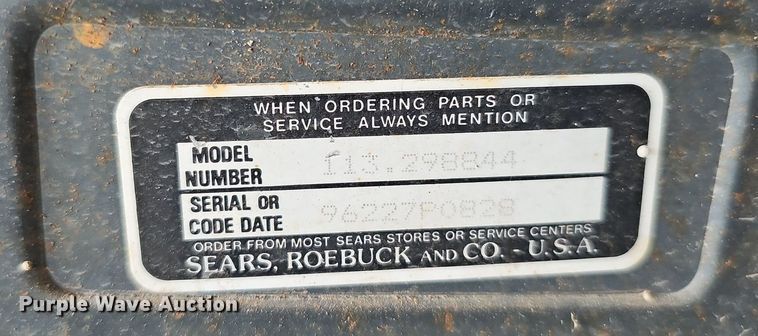 WHEN ORDERING PARTS OR
SERVICE ALWAYS MENTION
MODEL
NUMBER 113.298844
SERIAL OR
CODE DATE 96227P0828
ORDER FROM MOST SEARS STORES OR SERVICE CENTERS
SEARS, ROEBUCK AND CO. - U.S.A.
Purple Wave Auction